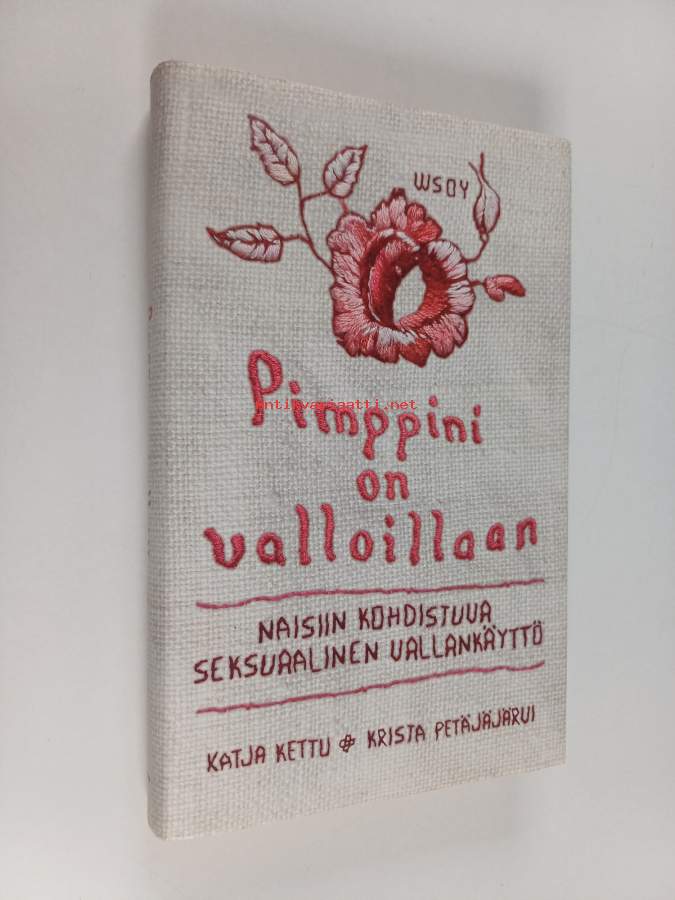 WSOY
Pimppini
antikvariaatti.net
on
valloillaan
NAISIIN KOHDISTUVA
SEKSUAALINEN VALLANKÄYTTÖ
KATJA KETTU KRISTA PETÄJÄJÄRVI